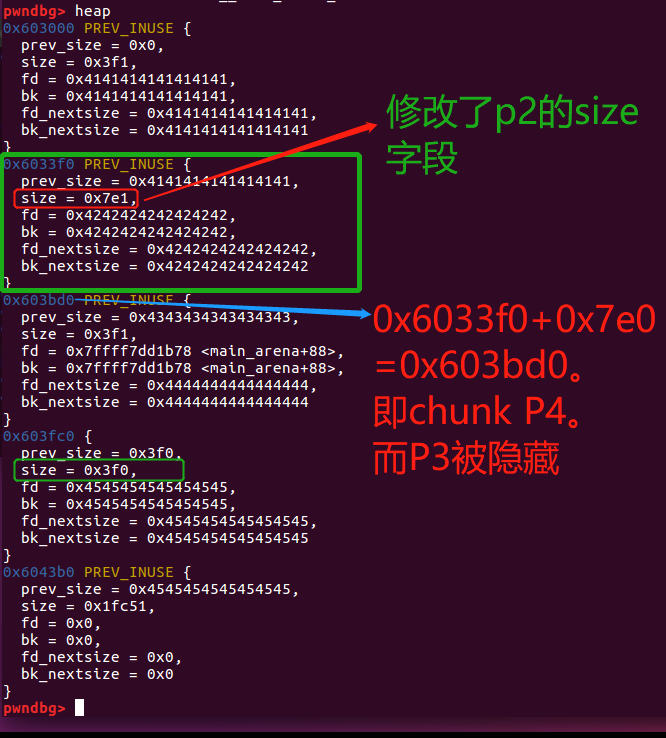 pwndbg> heap
0x603000 PREV_INUSE {
prev_size = 0x0,
size = 0x3f1,
fd = 0x4141414141414141,
bk = 0x4141414141414141,
fd_nextsize = 0x4141414141414141,
bk_nextsize = 0x4141414141414141
}
0x6033f0 PREV_INUSE {
prev_size = 0x4141414141414141,
size = 0x7e1,
fd = 0x4242424242424242,
bk = 0x4242424242424242,
fd_nextsize = 0x4242424242424242,
bk_nextsize = 0x4242424242424242
}
0x603bd0 PREV_INUSE {
prev_size = 0x4343434343434343,
size = 0x3f1,
fd = 0x7ffff7dd1b78 <main_arena+88>,
bk = 0x7ffff7dd1b78 <main_arena+88>,
fd_nextsize = 0x4444444444444444,
bk_nextsize = 0x4444444444444444
}
0x603fc0 {
prev_size = 0x3f0,
size = 0x3f0,
fd = 0x4545454545454545,
bk = 0x4545454545454545,
fd_nextsize = 0x4545454545454545,
bk_nextsize = 0x4545454545454545
}
0x6043b0 PREV_INUSE {
prev_size = 0x4545454545454545,
size = 0x1fc51,
fd = 0x0,
bk = 0x0,
fd_nextsize = 0x0,
bk_nextsize = 0x0
}
pwndbg>
修改了p2的size
字段
0x6033f0+0x7e0
=0x603bd0。
即chunk P4。
而P3被隐藏